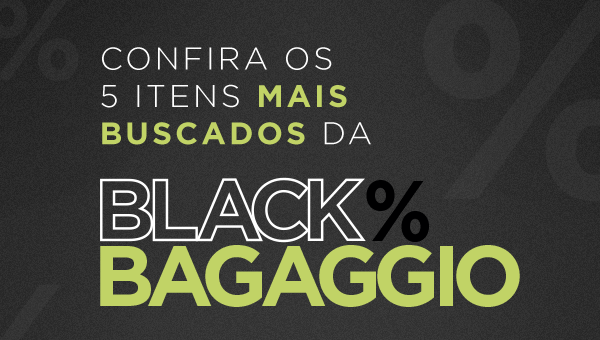 CONFIRA OS
5 ITENS MAIS
BUSCADOS DA
BLACK%
BAGAGGIO